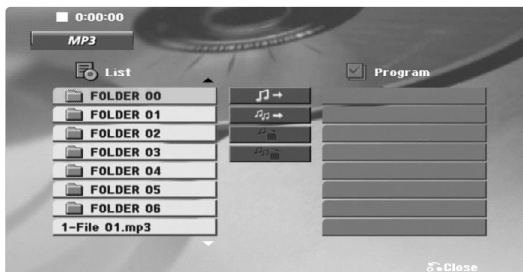 0:00:00
MP3
List
Program
FOLDER 00
FOLDER 01
FOLDER 02
FOLDER 03
FOLDER 04
FOLDER 05
FOLDER 06
1-File 01.mp3
Close